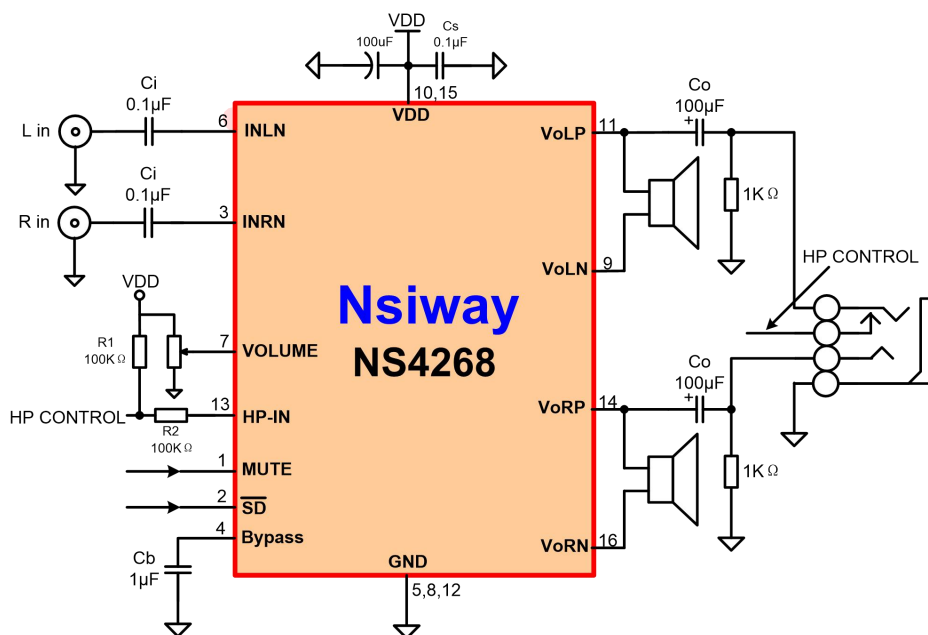 VDD
100uF
Cs
0.1µF
10,15
VDD
Ci
0.1µF
L in
6
INLN
Ci
0.1µF
R in
3
INRN
VoLP
11
Co
+
100µF
1KΩ
VoLN
9
HP CONTROL
Nsiway
NS4268
VDD
R1
100KΩ
7
VOLUME
HP CONTROL
13
HP-IN
R2
100KΩ
1
MUTE
2
SD
4
Bypass
Cb
1µF
GND
5,8,12
VoRP
14
Co
100µF
+
1KΩ
VoRN
16